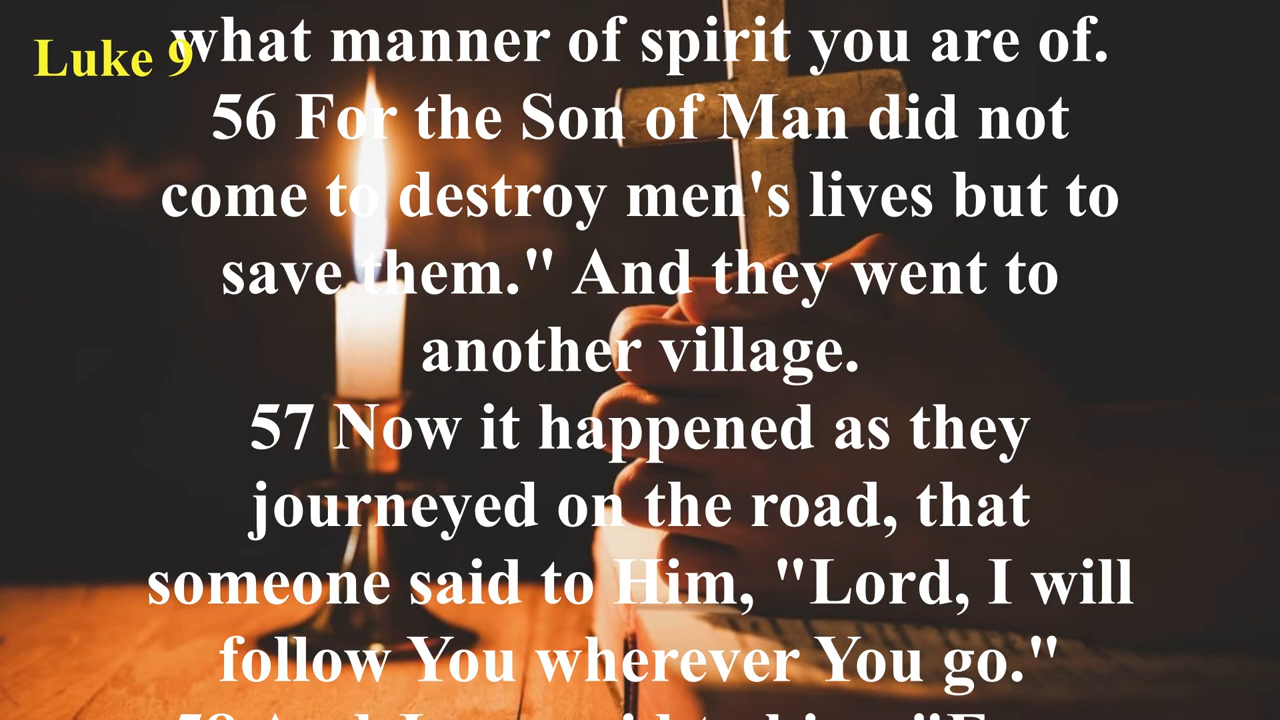 Luke 9
what manner of spirit you are of.
56 For the Son of Man did not
come to destroy men's lives but to
save them." And they went to
another village.
57 Now it happened as they
journeyed on the road, that
someone said to Him, "Lord, I will
follow You wherever You go."